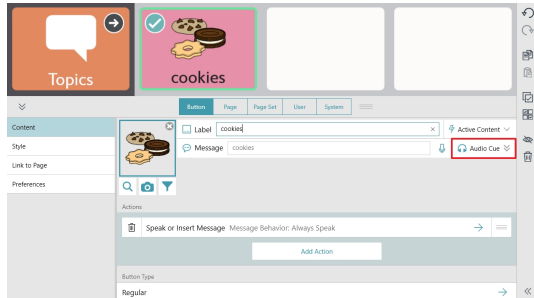 Topics
cookies
Button Page Page Set User System
Content
Style
Link to Page
Preferences
Label cookies × Active Content
Message cookies Audio Cue
Actions
Speak or Insert Message Message Behavior: Always Speak
Add Action
Button Type
Regular